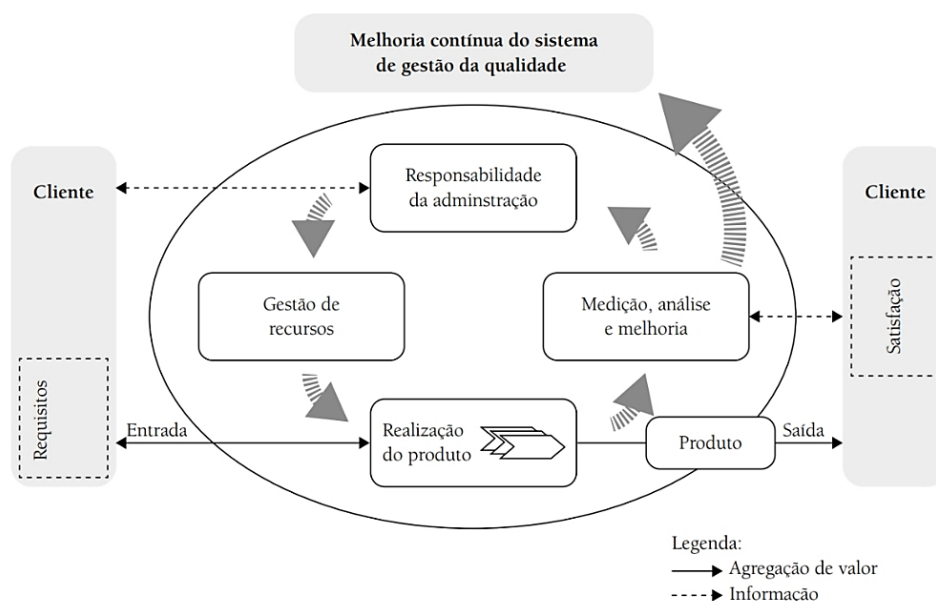 Melhoria contínua do sistema
de gestão da qualidade
Cliente
Responsabilidade
da adminstração
Cliente
Gestão de
recursos
Medição, análise
e melhoria
Satisfação
Requisitos
Entrada
Realização
do produto
Produto
Saída
Legenda:
Agregação de valor
Informação